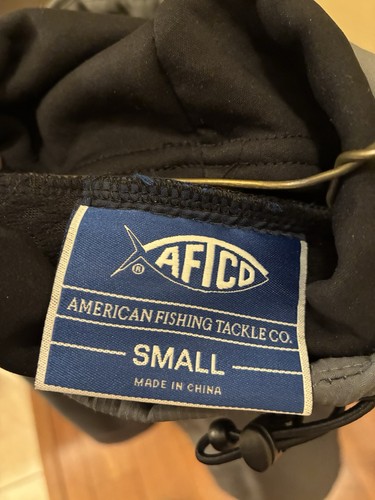 AFTCO
®
AMERICAN FISHING TACKLE CO.
SMALL
MADE IN CHINA